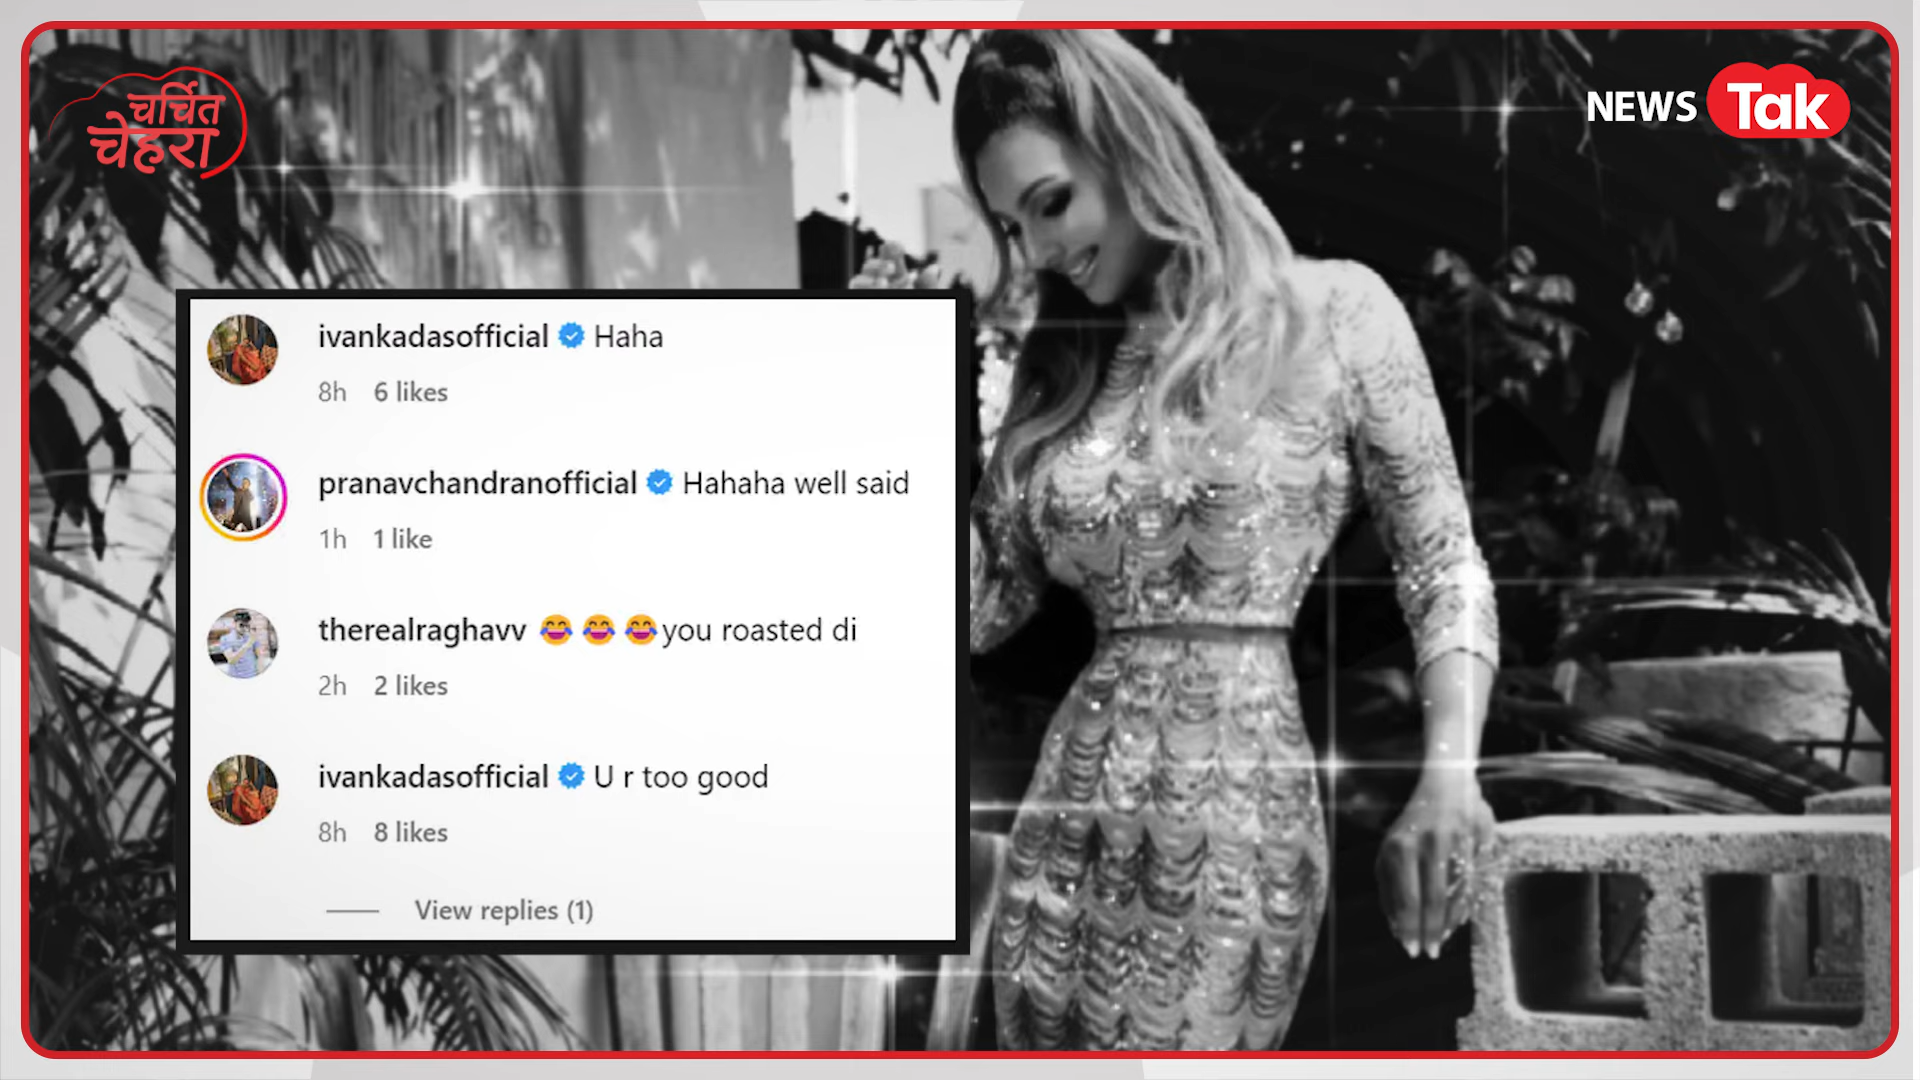 चर्चित
चेहरा
NEWS Tak
ivankadasofficial Haha
8h 6 likes
pranavchandranofficial Hahaha well said
1h 1 like
therealraghavv 😂 😂 😂you roasted di
2h 2 likes
ivankadasofficial U r too good
8h 8 likes
View replies (1)